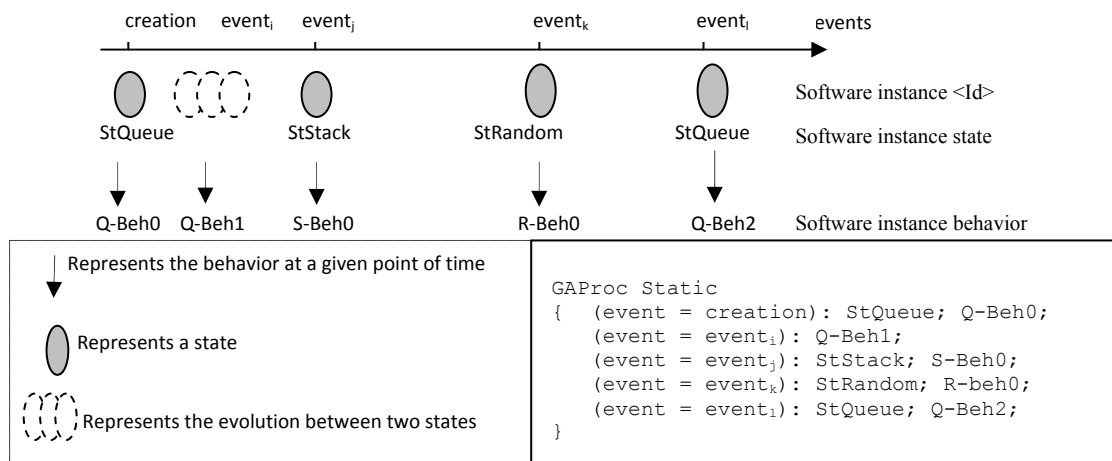 creation event_i event_j event_k event_l events
Software instance <Id>
StQueue StStack StRandom StQueue Software instance state
Q-Beh0 Q-Beh1 S-Beh0 R-Beh0 Q-Beh2 Software instance behavior
Represents the behavior at a given point of time
Represents a state
Represents the evolution between two states
GAProc Static
{ (event = creation): StQueue; Q-Beh0;
(event = event_i): Q-Beh1;
(event = event_j): StStack; S-Beh0;
(event = event_k): StRandom; R-beh0;
(event = event_l): StQueue; Q-Beh2;
}